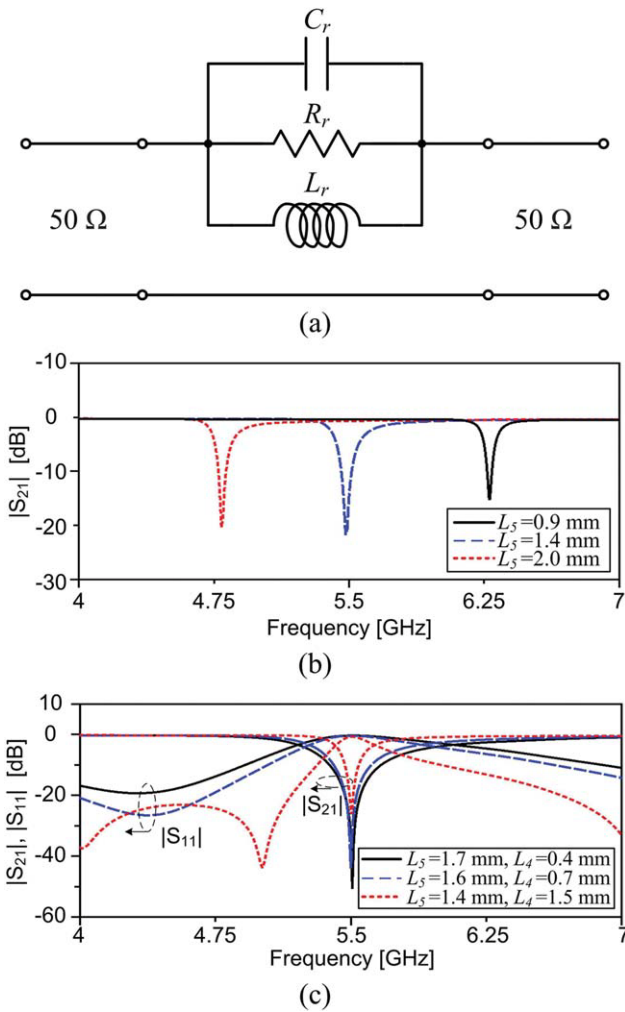 Cᵣ
Rᵣ
Lᵣ
50 Ω
50 Ω
(a)
-10
0
-10
-20
-30
|S₂₁| [dB]
L₅=0.9 mm
L₅=1.4 mm
L₅=2.0 mm
4
4.75
5.5
6.25
7
Frequency [GHz]
(b)
10
0
-20
-40
-60
|S₂₁|, |S₁₁| [dB]
|S₁₁|
|S₂₁|
L₅=1.7 mm, L₄=0.4 mm
L₅=1.6 mm, L₄=0.7 mm
L₅=1.4 mm, L₄=1.5 mm
4
4.75
5.5
6.25
7
Frequency [GHz]
(c)